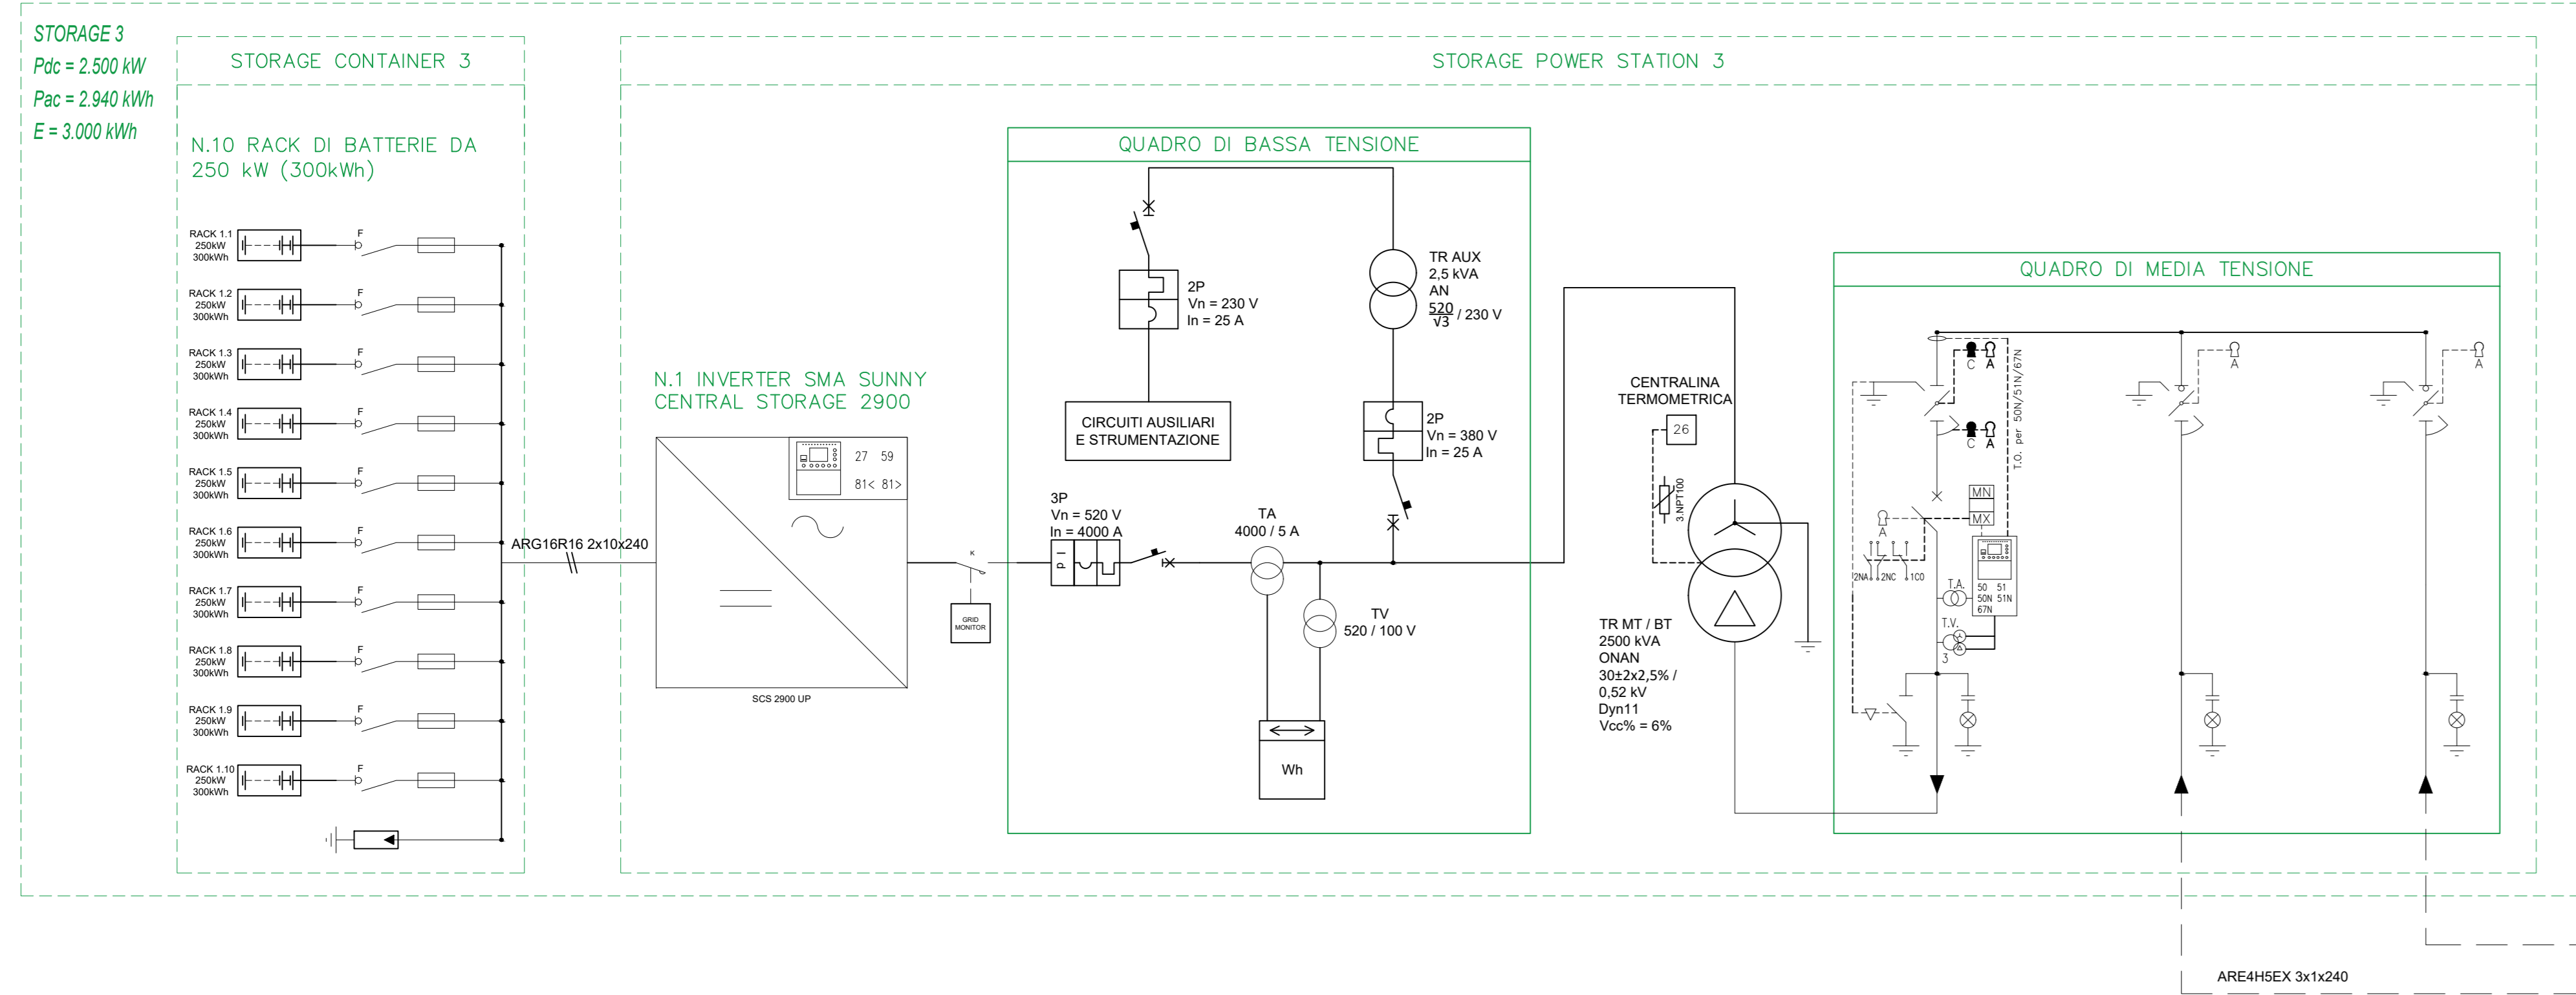 STORAGE 3
Pdc = 2.500 kW
Pac = 2.940 kWh
E = 3.000 kWh
STORAGE CONTAINER 3
N.10 RACK DI BATTERIE DA
250 kW (300kWh)
RACK 1.1
250kW
300kWh
F
RACK 1.2
250kW
300kWh
F
RACK 1.3
250kW
300kWh
F
RACK 1.4
250kW
300kWh
F
RACK 1.5
250kW
300kWh
F
RACK 1.6
250kW
300kWh
F
RACK 1.7
250kW
300kWh
F
RACK 1.8
250kW
300kWh
F
RACK 1.9
250kW
300kWh
F
RACK 1.10
250kW
300kWh
F
ARG16R16 2x10x240
STORAGE POWER STATION 3
N.1 INVERTER SMA SUNNY
CENTRAL STORAGE 2900
27 59
81< 81>
SCS 2900 UP
K
GRID
MONITOR
QUADRO DI BASSA TENSIONE
2P
Vn = 230 V
In = 25 A
CIRCUITI AUSILIARI
E STRUMENTAZIONE
TR AUX
2,5 kVA
AN
520
√3 / 230 V
2P
Vn = 380 V
In = 25 A
3P
Vn = 520 V
In = 4000 A
P I
TA
4000 / 5 A
TV
520 / 100 V
Wh
CENTRALINA
TERMOMETRICA
26
3.NPT100
TR MT / BT
2500 kVA
ONAN
30±2x2,5% /
0,52 kV
Dyn11
Vcc% = 6%
QUADRO DI MEDIA TENSIONE
C A
C A
T.O. per 50N/51N/67N
MN
MX
A
2NA 2NC 1CO
T.A.
50 51
50N 51N
67N
T.V.
3
A
A
ARE4H5EX 3x1x240